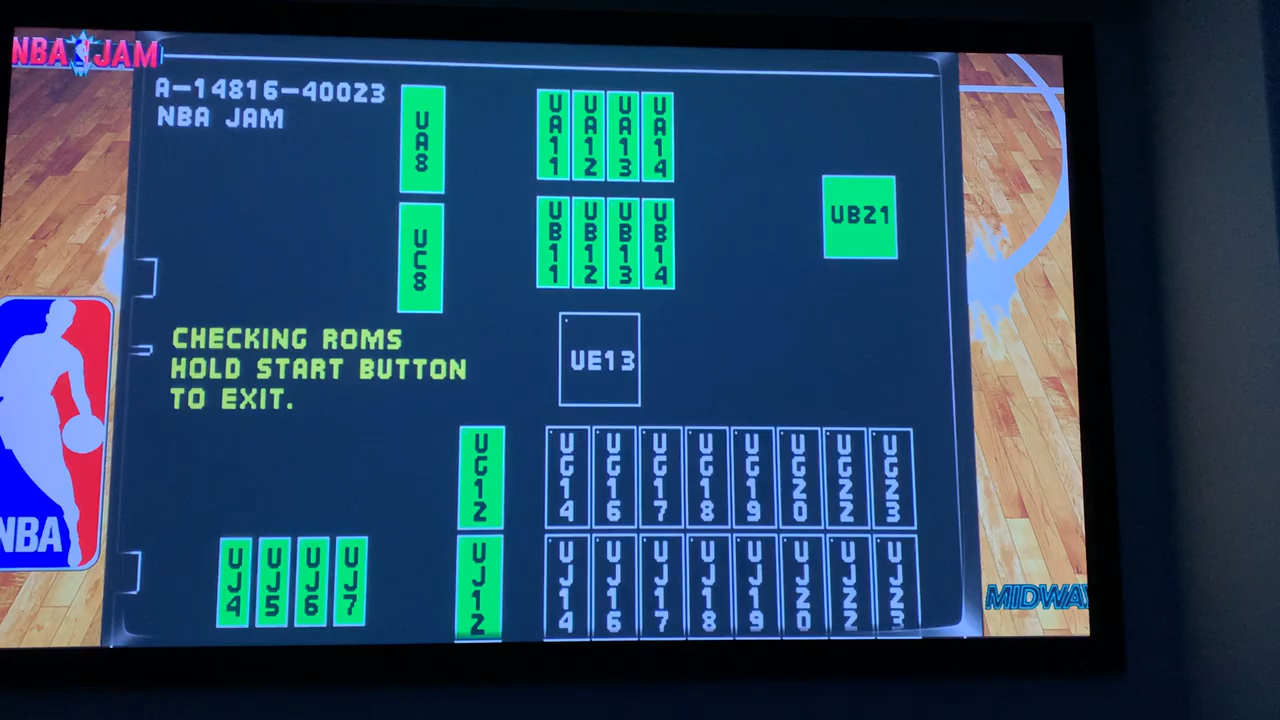 NBA JAM
A-14816-40023
NBA JAM
UA8
UA11
UA12
UA13
UA14
UC8
UB11
UB12
UB13
UB14
UB21
CHECKING ROMS
HOLD START BUTTON
TO EXIT.
UE13
UG12
UG14
UG16
UG17
UG18
UG19
UG20
UG22
UG23
NBA
UJ4
UJ5
UJ6
UJ7
UJ12
UJ14
UJ16
UJ17
UJ18
UJ19
UJ20
UJ22
UJ23
MIDWAY